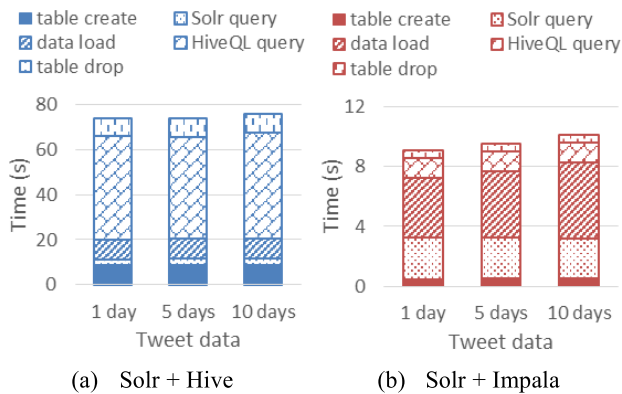 table create Solr query
data load HiveQL query
table drop
80
60
40
20
0
Time (s)
1 day 5 days 10 days
Tweet data
(a) Solr + Hive
table create Solr query
data load HiveQL query
table drop
12
8
4
0
Time (s)
1 day 5 days 10 days
Tweet data
(b) Solr + Impala